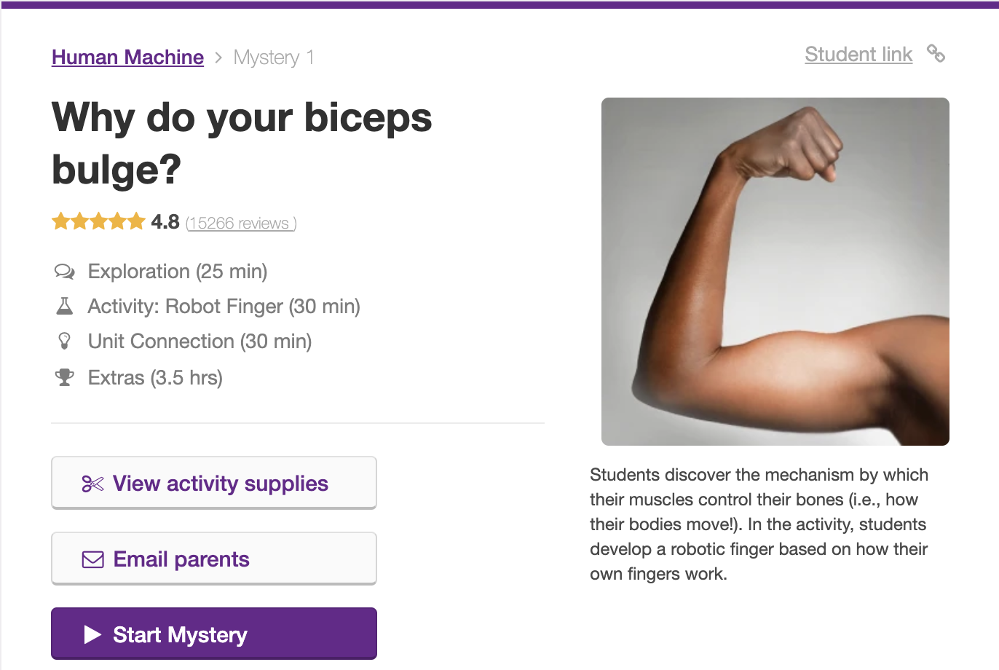 Human Machine > Mystery 1
Student link
Why do your biceps
bulge?
4.8 (15266 reviews )
Exploration (25 min)
Activity: Robot Finger (30 min)
Unit Connection (30 min)
Extras (3.5 hrs)
View activity supplies
Email parents
Start Mystery
Students discover the mechanism by which
their muscles control their bones (i.e., how
their bodies move!). In the activity, students
develop a robotic finger based on how their
own fingers work.